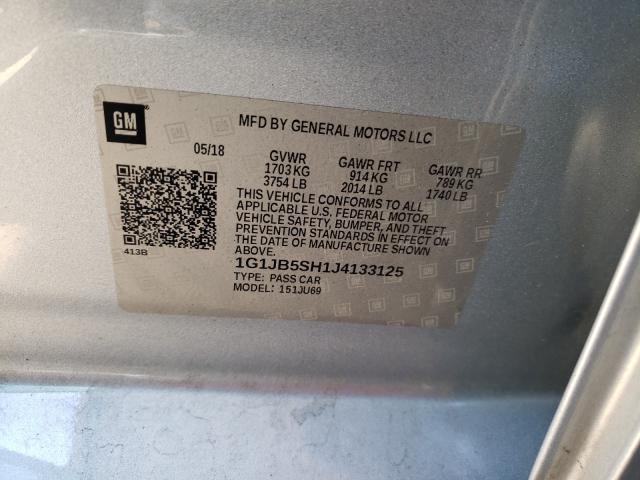 GM
MFD BY GENERAL MOTORS LLC
05/18 GVWR GAWR FRT GAWR RR
1703 KG 914 KG 789 KG
3754 LB 2014 LB 1740 LB
THIS VEHICLE CONFORMS TO ALL
APPLICABLE U.S. FEDERAL MOTOR
VEHICLE SAFETY, BUMPER, AND THEFT
PREVENTION STANDARDS IN EFFECT ON
THE DATE OF MANUFACTURE SHOWN
ABOVE.
413B
1G1JB5SH1J4133125
TYPE: PASS CAR
MODEL: 151JU69